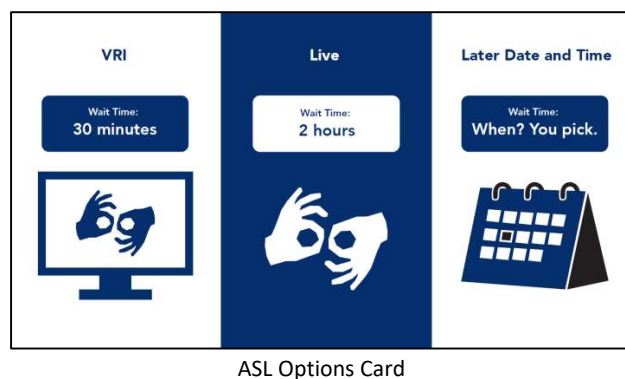 VRI
Wait Time:
30 minutes
Live
Wait Time:
2 hours
Later Date and Time
Wait Time:
When? You pick.
ASL Options Card